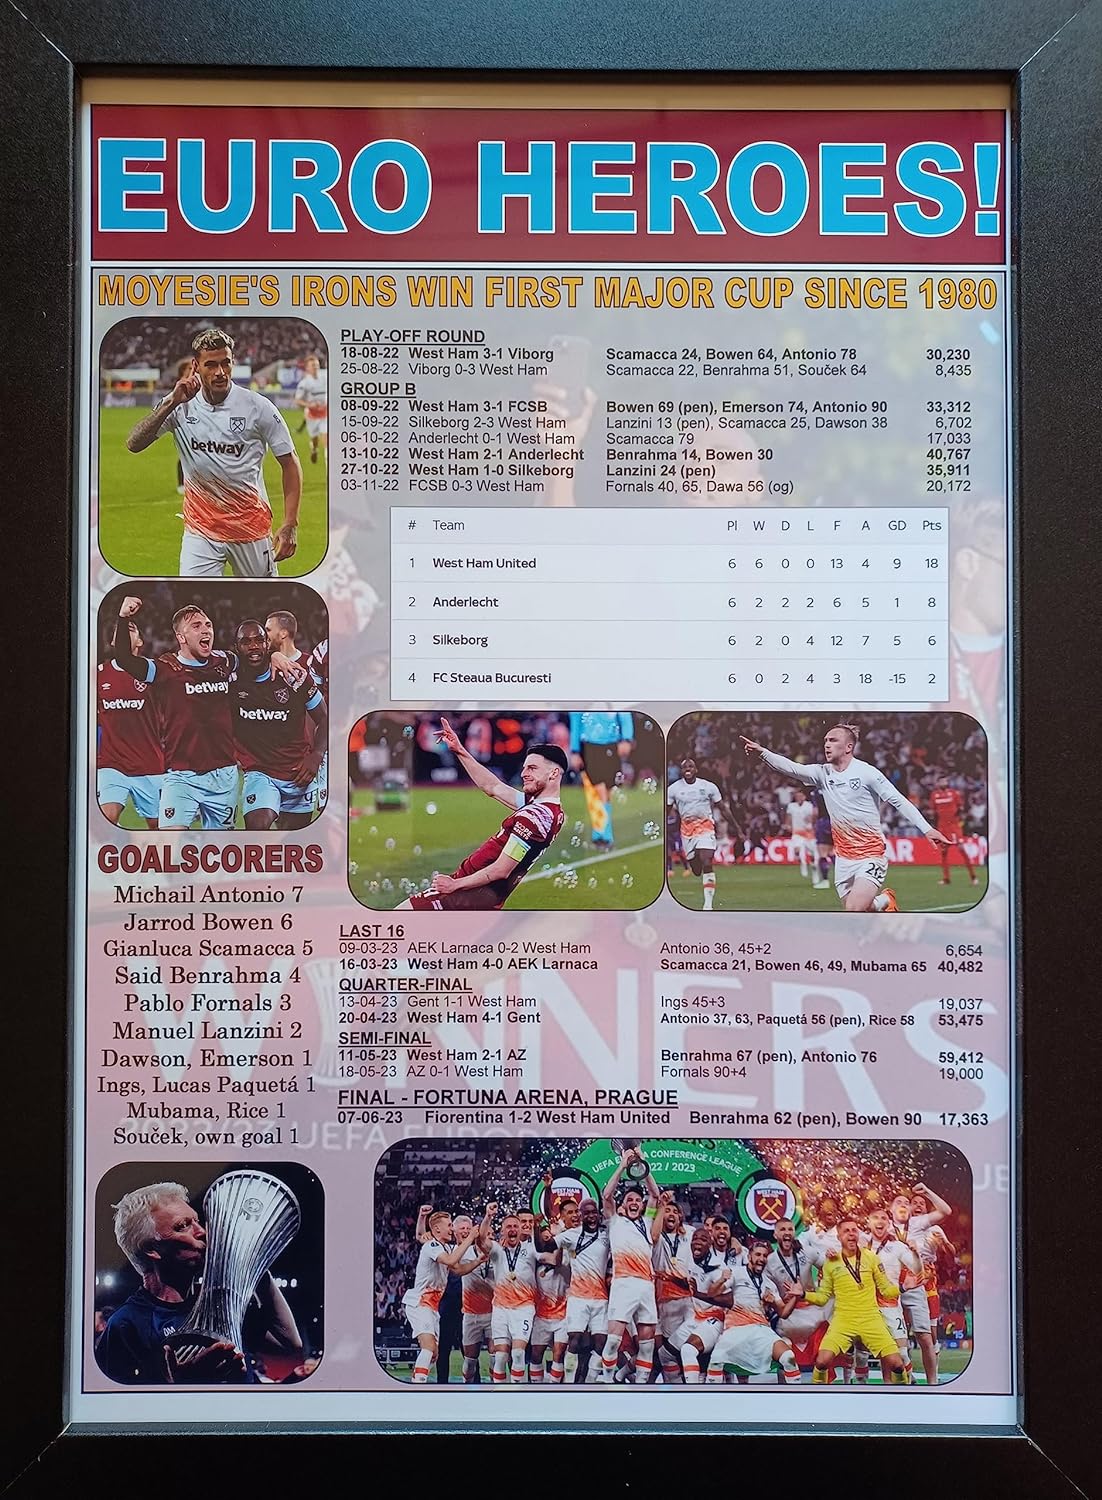 EURO HEROES!
MOYESIE'S IRONS WIN FIRST MAJOR CUP SINCE 1980
PLAY-OFF ROUND
18-08-22 West Ham 3-1 Viborg Scamacca 24, Bowen 64, Antonio 78 30,230
25-08-22 Viborg 0-3 West Ham Scamacca 22, Benrahma 51, Souček 64 8,435
GROUP B
08-09-22 West Ham 3-1 FCSB Bowen 69 (pen), Emerson 74, Antonio 90 33,312
15-09-22 Silkeborg 2-3 West Ham Lanzini 13 (pen), Scamacca 25, Dawson 38 6,702
06-10-22 Anderlecht 0-1 West Ham Scamacca 79 17,033
13-10-22 West Ham 2-1 Anderlecht Benrahma 14, Bowen 30 40,767
27-10-22 West Ham 1-0 Silkeborg Lanzini 24 (pen) 35,911
03-11-22 FCSB 0-3 West Ham Fornals 40, 65, Dawa 56 (og) 20,172
# Team Pl W D L F A GD Pts
1 West Ham United 6 6 0 0 13 4 9 18
2 Anderlecht 6 2 2 2 6 5 1 8
3 Silkeborg 6 2 0 4 12 7 5 6
4 FC Steaua Bucuresti 6 0 2 4 3 18 -15 2
betway
betway
betway
betway
GOALSCORERS
Michail Antonio 7
Jarrod Bowen 6
Gianluca Scamacca 5
Said Benrahma 4
Pablo Fornals 3
Manuel Lanzini 2
Dawson, Emerson 1
Ings, Lucas Paquetá 1
Mubama, Rice 1
Souček, own goal 1
LAST 16
09-03-23 AEK Larnaca 0-2 West Ham Antonio 36, 45+2 6,654
16-03-23 West Ham 4-0 AEK Larnaca Scamacca 21, Bowen 46, 49, Mubama 65 40,482
QUARTER-FINAL
13-04-23 Gent 1-1 West Ham Ings 45+3 19,037
20-04-23 West Ham 4-1 Gent Antonio 37, 63, Paquetá 56 (pen), Rice 58 53,475
SEMI-FINAL
11-05-23 West Ham 2-1 AZ Benrahma 67 (pen), Antonio 76 59,412
18-05-23 AZ 0-1 West Ham Fornals 90+4 19,000
FINAL - FORTUNA ARENA, PRAGUE
07-06-23 Fiorentina 1-2 West Ham United Benrahma 62 (pen), Bowen 90 17,363
WINNERS
UEFA
CONFERENCE LEAGUE
22 / 2023
WEST HAM
WEST HAM
5